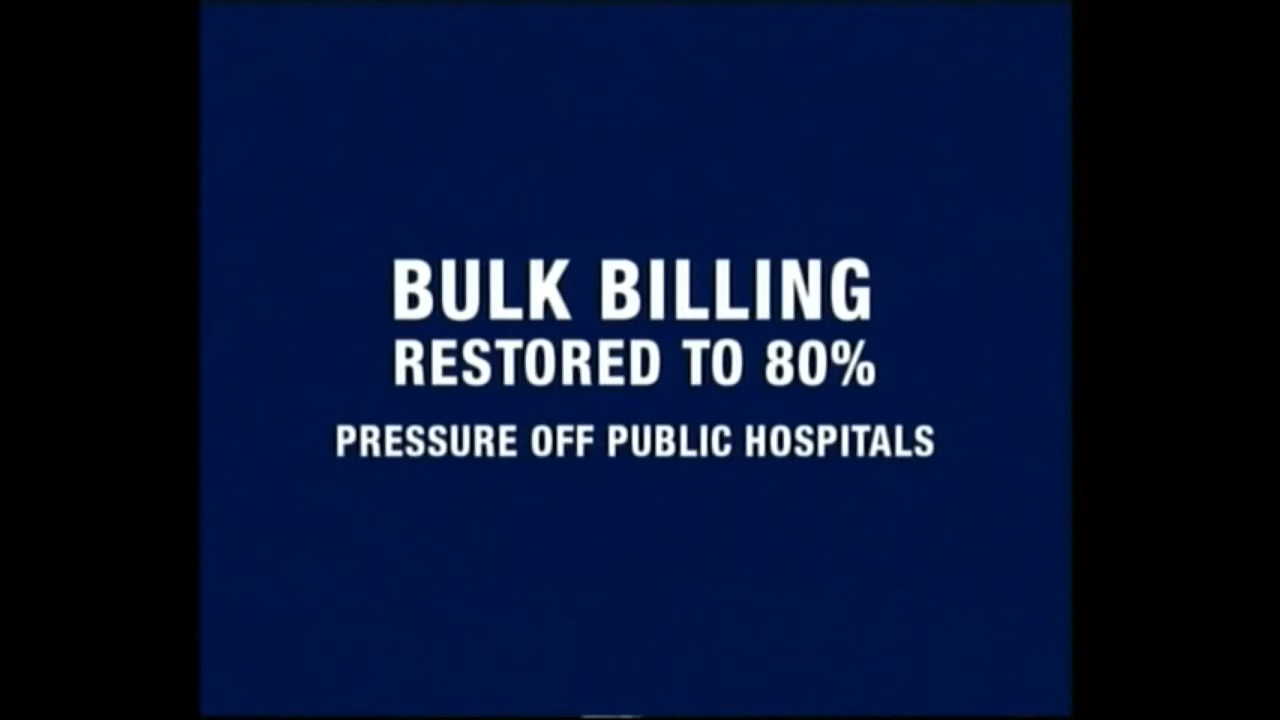 BULK BILLING
RESTORED TO 80%
PRESSURE OFF PUBLIC HOSPITALS